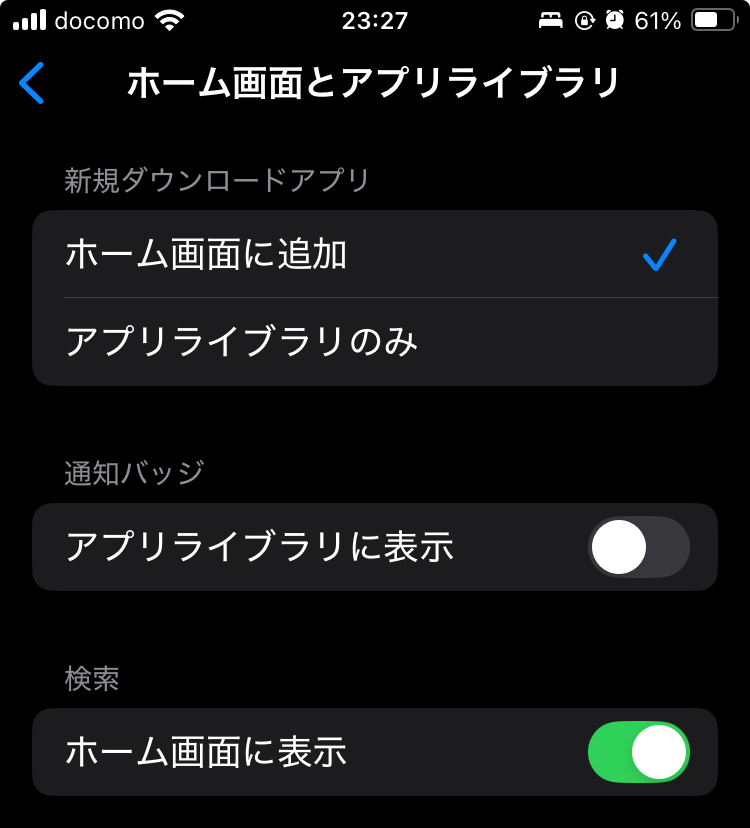 docomo 23:27 61%
ホーム画面とアプリライブラリ
新規ダウンロードアプリ
ホーム画面に追加
アプリライブラリのみ
通知バッジ
アプリライブラリに表示
検索
ホーム画面に表示